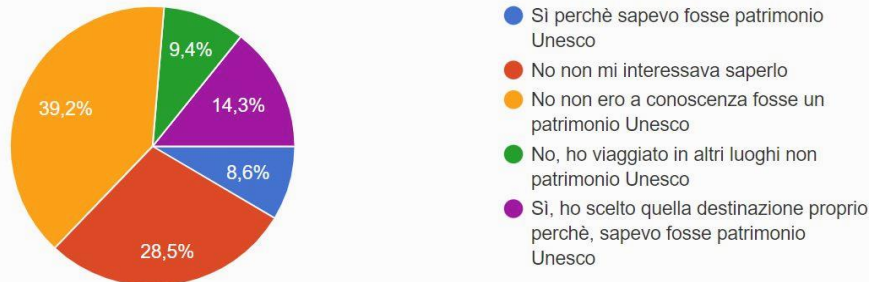 9,4%
39,2%
14,3%
8,6%
28,5%
Sì perchè sapevo fosse patrimonio
Unesco
No non mi interessava saperlo
No non ero a conoscenza fosse un
patrimonio Unesco
No, ho viaggiato in altri luoghi non
patrimonio Unesco
Sì, ho scelto quella destinazione proprio
perchè, sapevo fosse patrimonio
Unesco